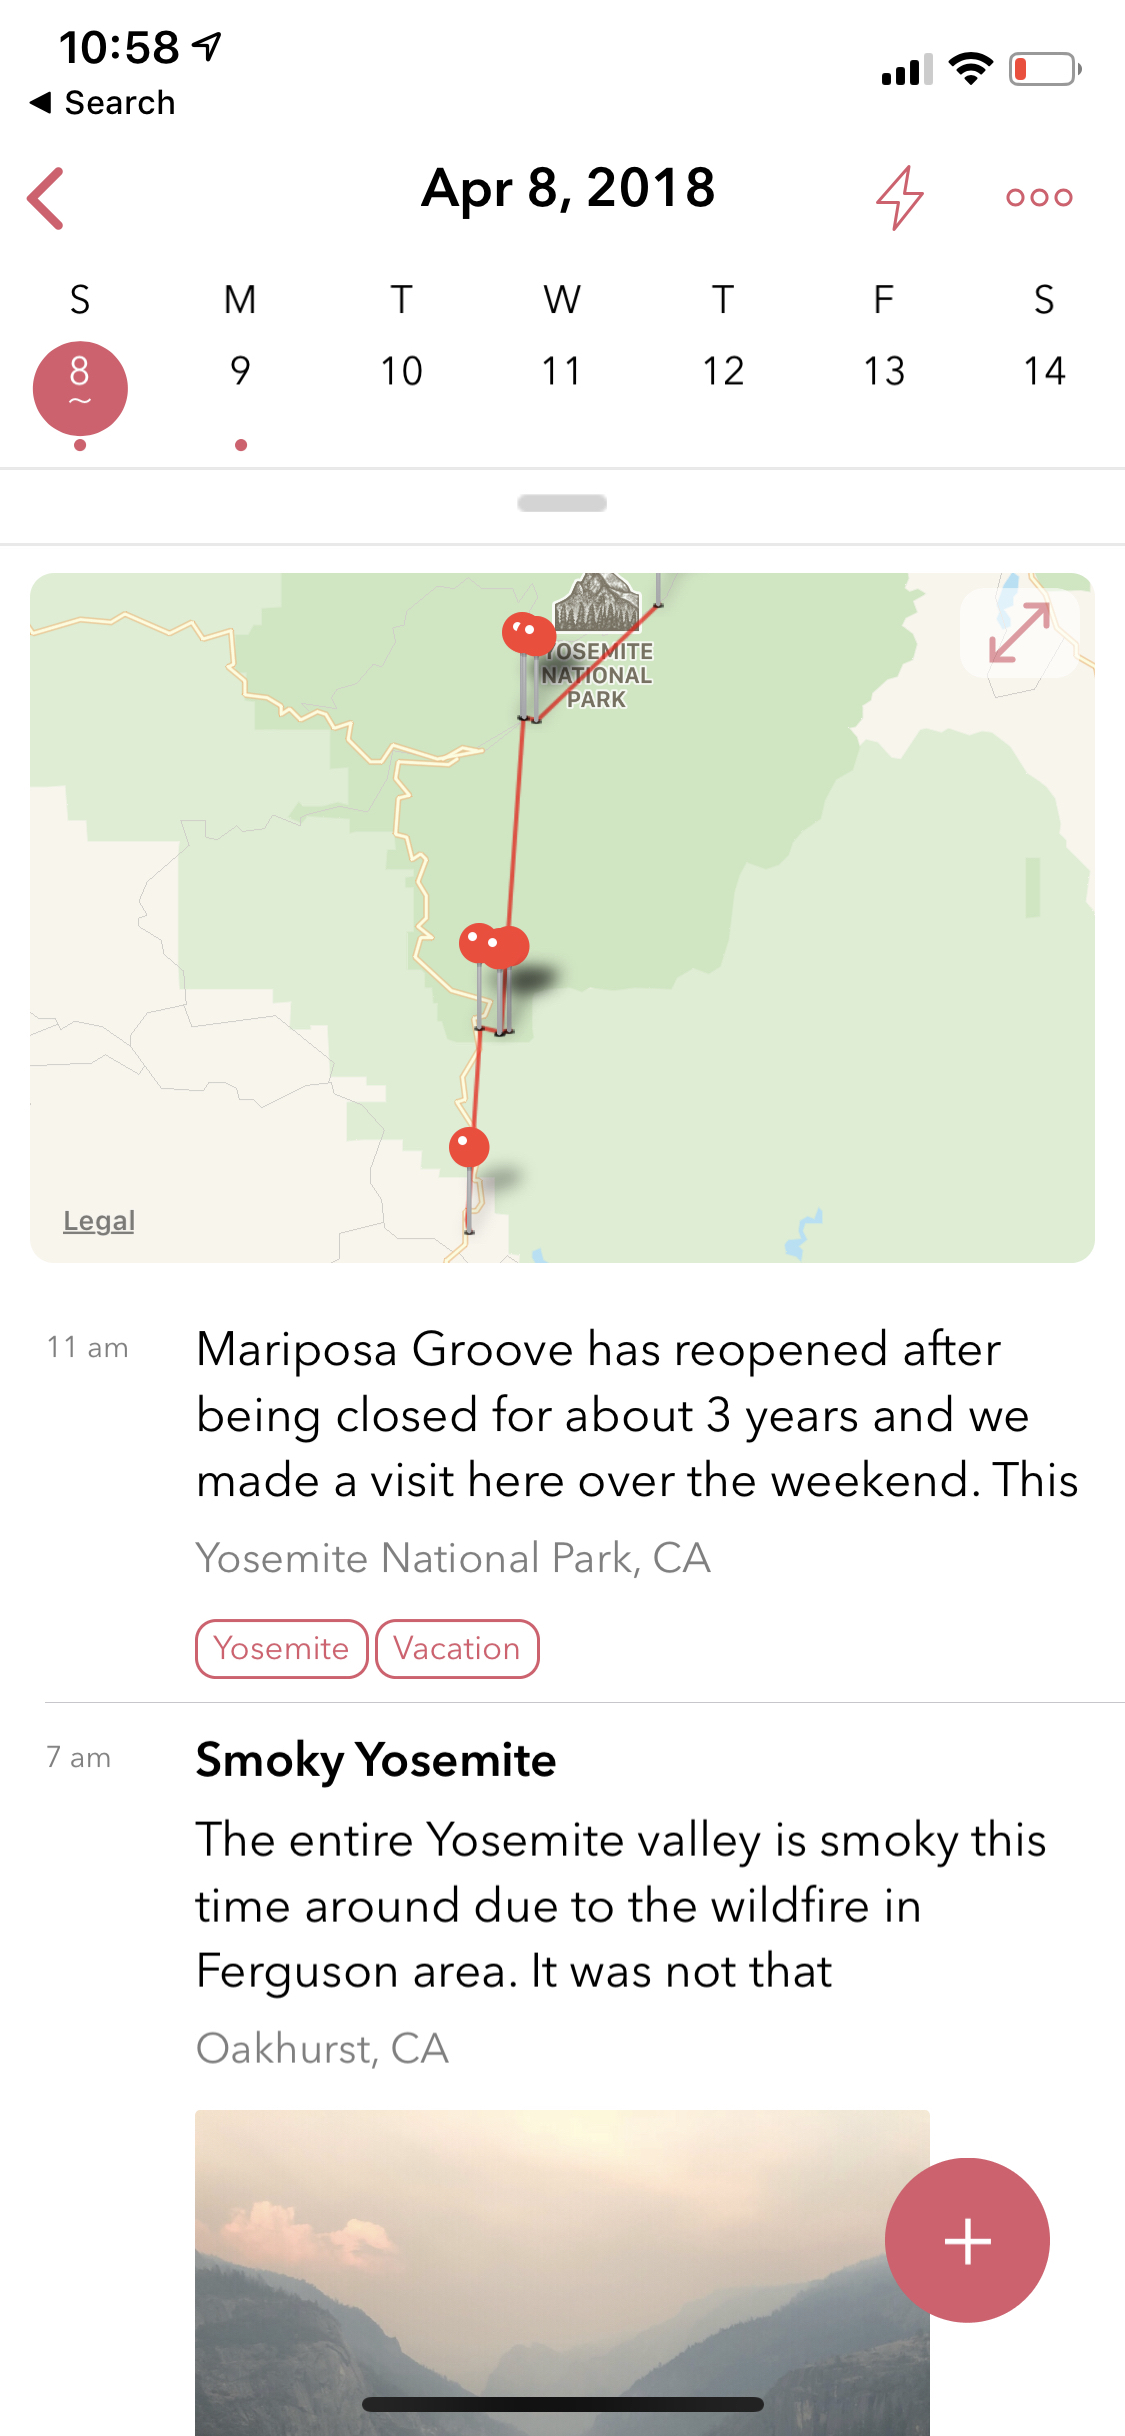 10:58
◀ Search
Apr 8, 2018
S M T W T F S
8 9 10 11 12 13 14
~
YOSEMITE
NATIONAL
PARK
Legal
11 am
Mariposa Groove has reopened after
being closed for about 3 years and we
made a visit here over the weekend. This
Yosemite National Park, CA
Yosemite Vacation
7 am
Smoky Yosemite
The entire Yosemite valley is smoky this
time around due to the wildfire in
Ferguson area. It was not that
Oakhurst, CA
+